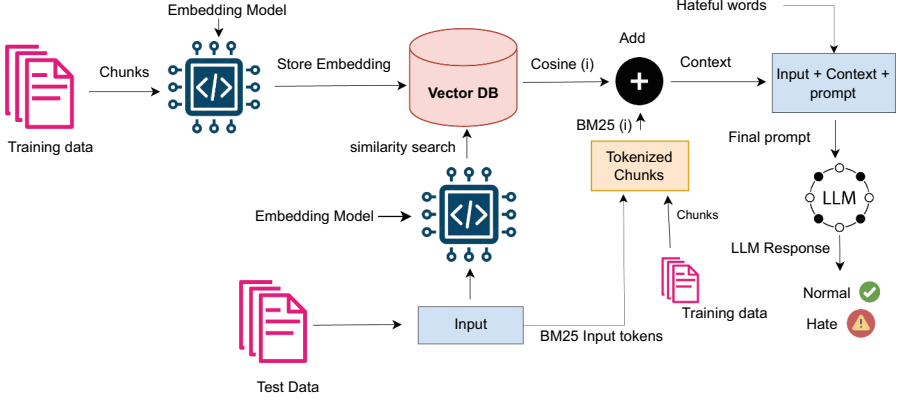 Embedding Model
Hateful words
Chunks
Store Embedding
Vector DB
Cosine (i)
Add
+
Context
Input + Context +
prompt
Training data
similarity search
BM25 (i)
Final prompt
Tokenized
Chunks
</>
</>
LLM
Embedding Model
Chunks
LLM Response
Training data
Normal
Input
BM25 Input tokens
Hate
Test Data